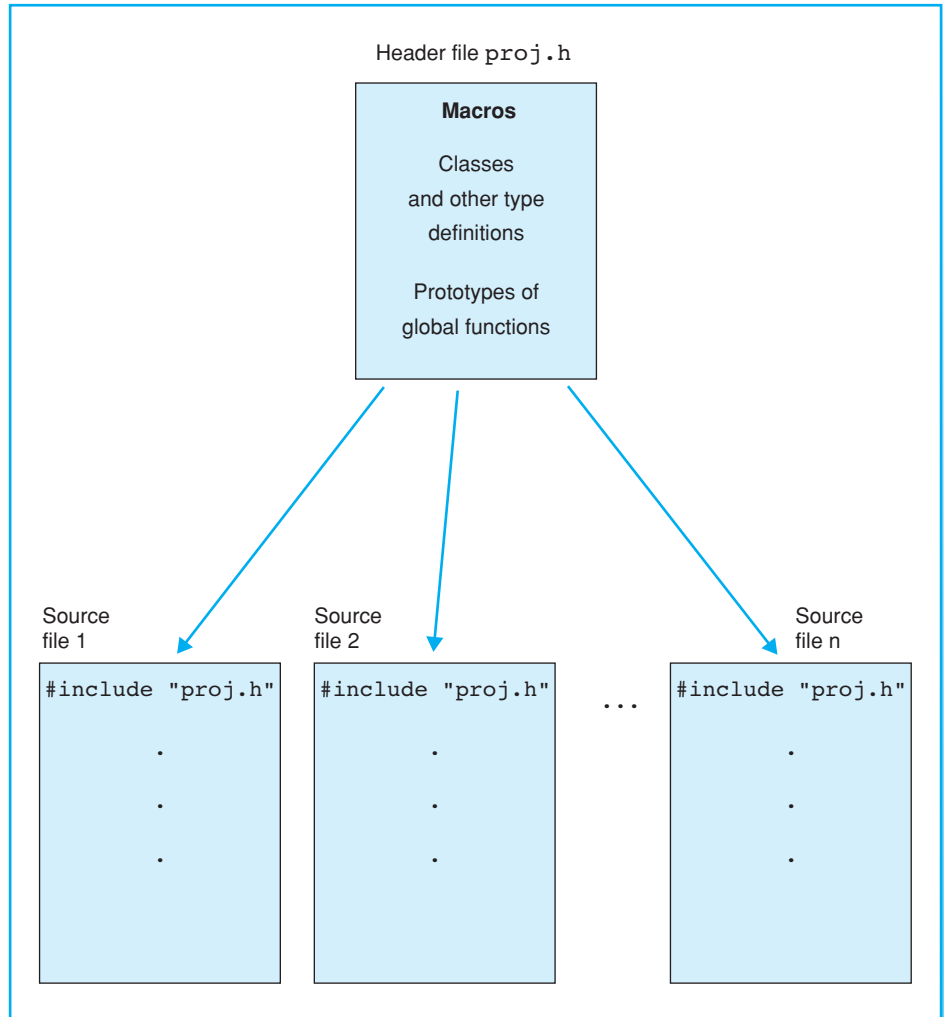 Header file proj.h
Macros
Classes
and other type
definitions
Prototypes of
global functions
Source
file 1
#include "proj.h"
.
.
.
Source
file 2
#include "proj.h"
.
.
.
...
Source
file n
#include "proj.h"
.
.
.